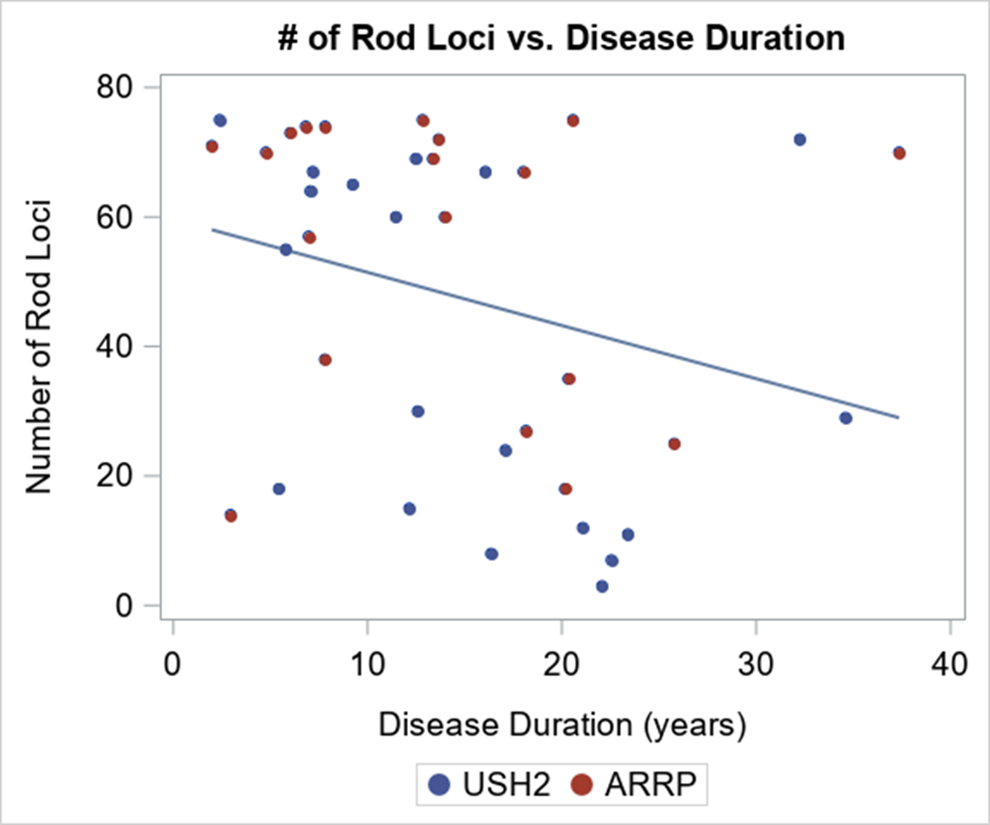 # of Rod Loci vs. Disease Duration
80
60
40
20
0
Number of Rod Loci
0 10 20 30 40
Disease Duration (years)
USH2 ARRP